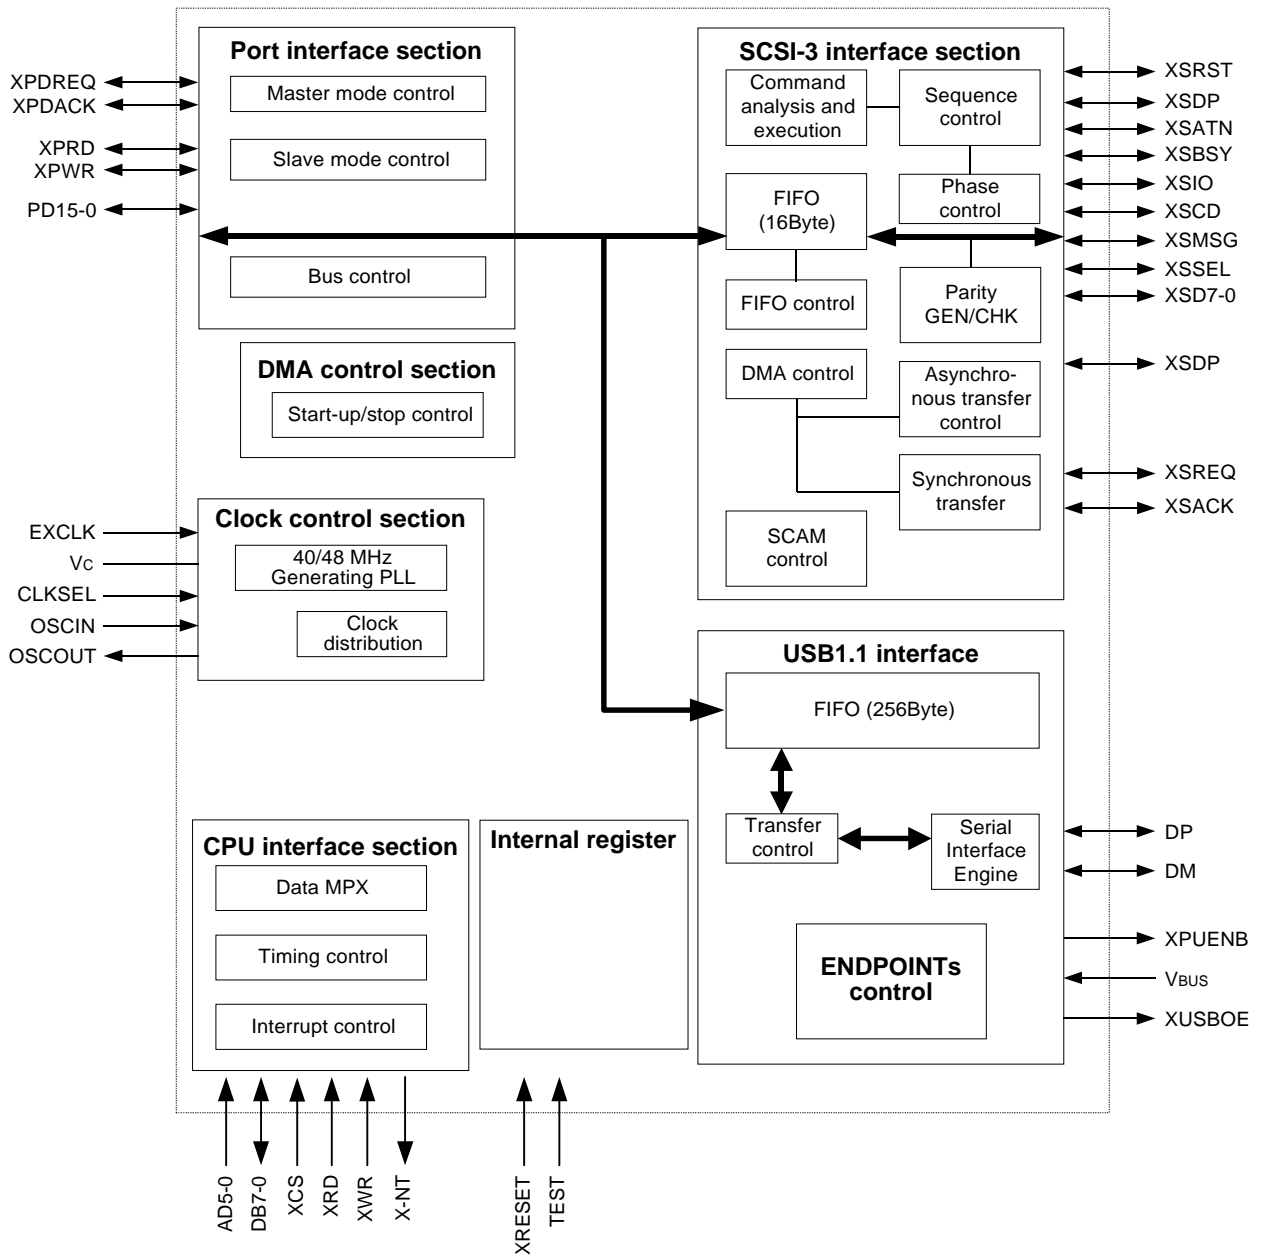 Port interface section
Master mode control
Slave mode control
Bus control
XPDREQ
XPDACK
XPRD
XPWR
PD15-0
DMA control section
Start-up/stop control
Clock control section
40/48 MHz
Generating PLL
Clock
distribution
EXCLK
VC
CLKSEL
OSCIN
OSCOUT
CPU interface section
Data MPX
Timing control
Interrupt control
AD5-0
DB7-0
XCS
XRD
XWR
X-NT
Internal register
XRESET
TEST
SCSI-3 interface section
Command
analysis and
execution
Sequence
control
FIFO
(16Byte)
Phase
control
FIFO control
Parity
GEN/CHK
DMA control
Asynchro-
nous transfer
control
Synchronous
transfer
SCAM
control
XSRST
XSDP
XSATN
XSBSY
XSIO
XSCD
XSMSG
XSSEL
XSD7-0
XSDP
XSREQ
XSACK
USB1.1 interface
FIFO (256Byte)
Transfer
control
Serial
Interface
Engine
ENDPOINTs
control
DP
DM
XPUENB
VBUS
XUSBOE